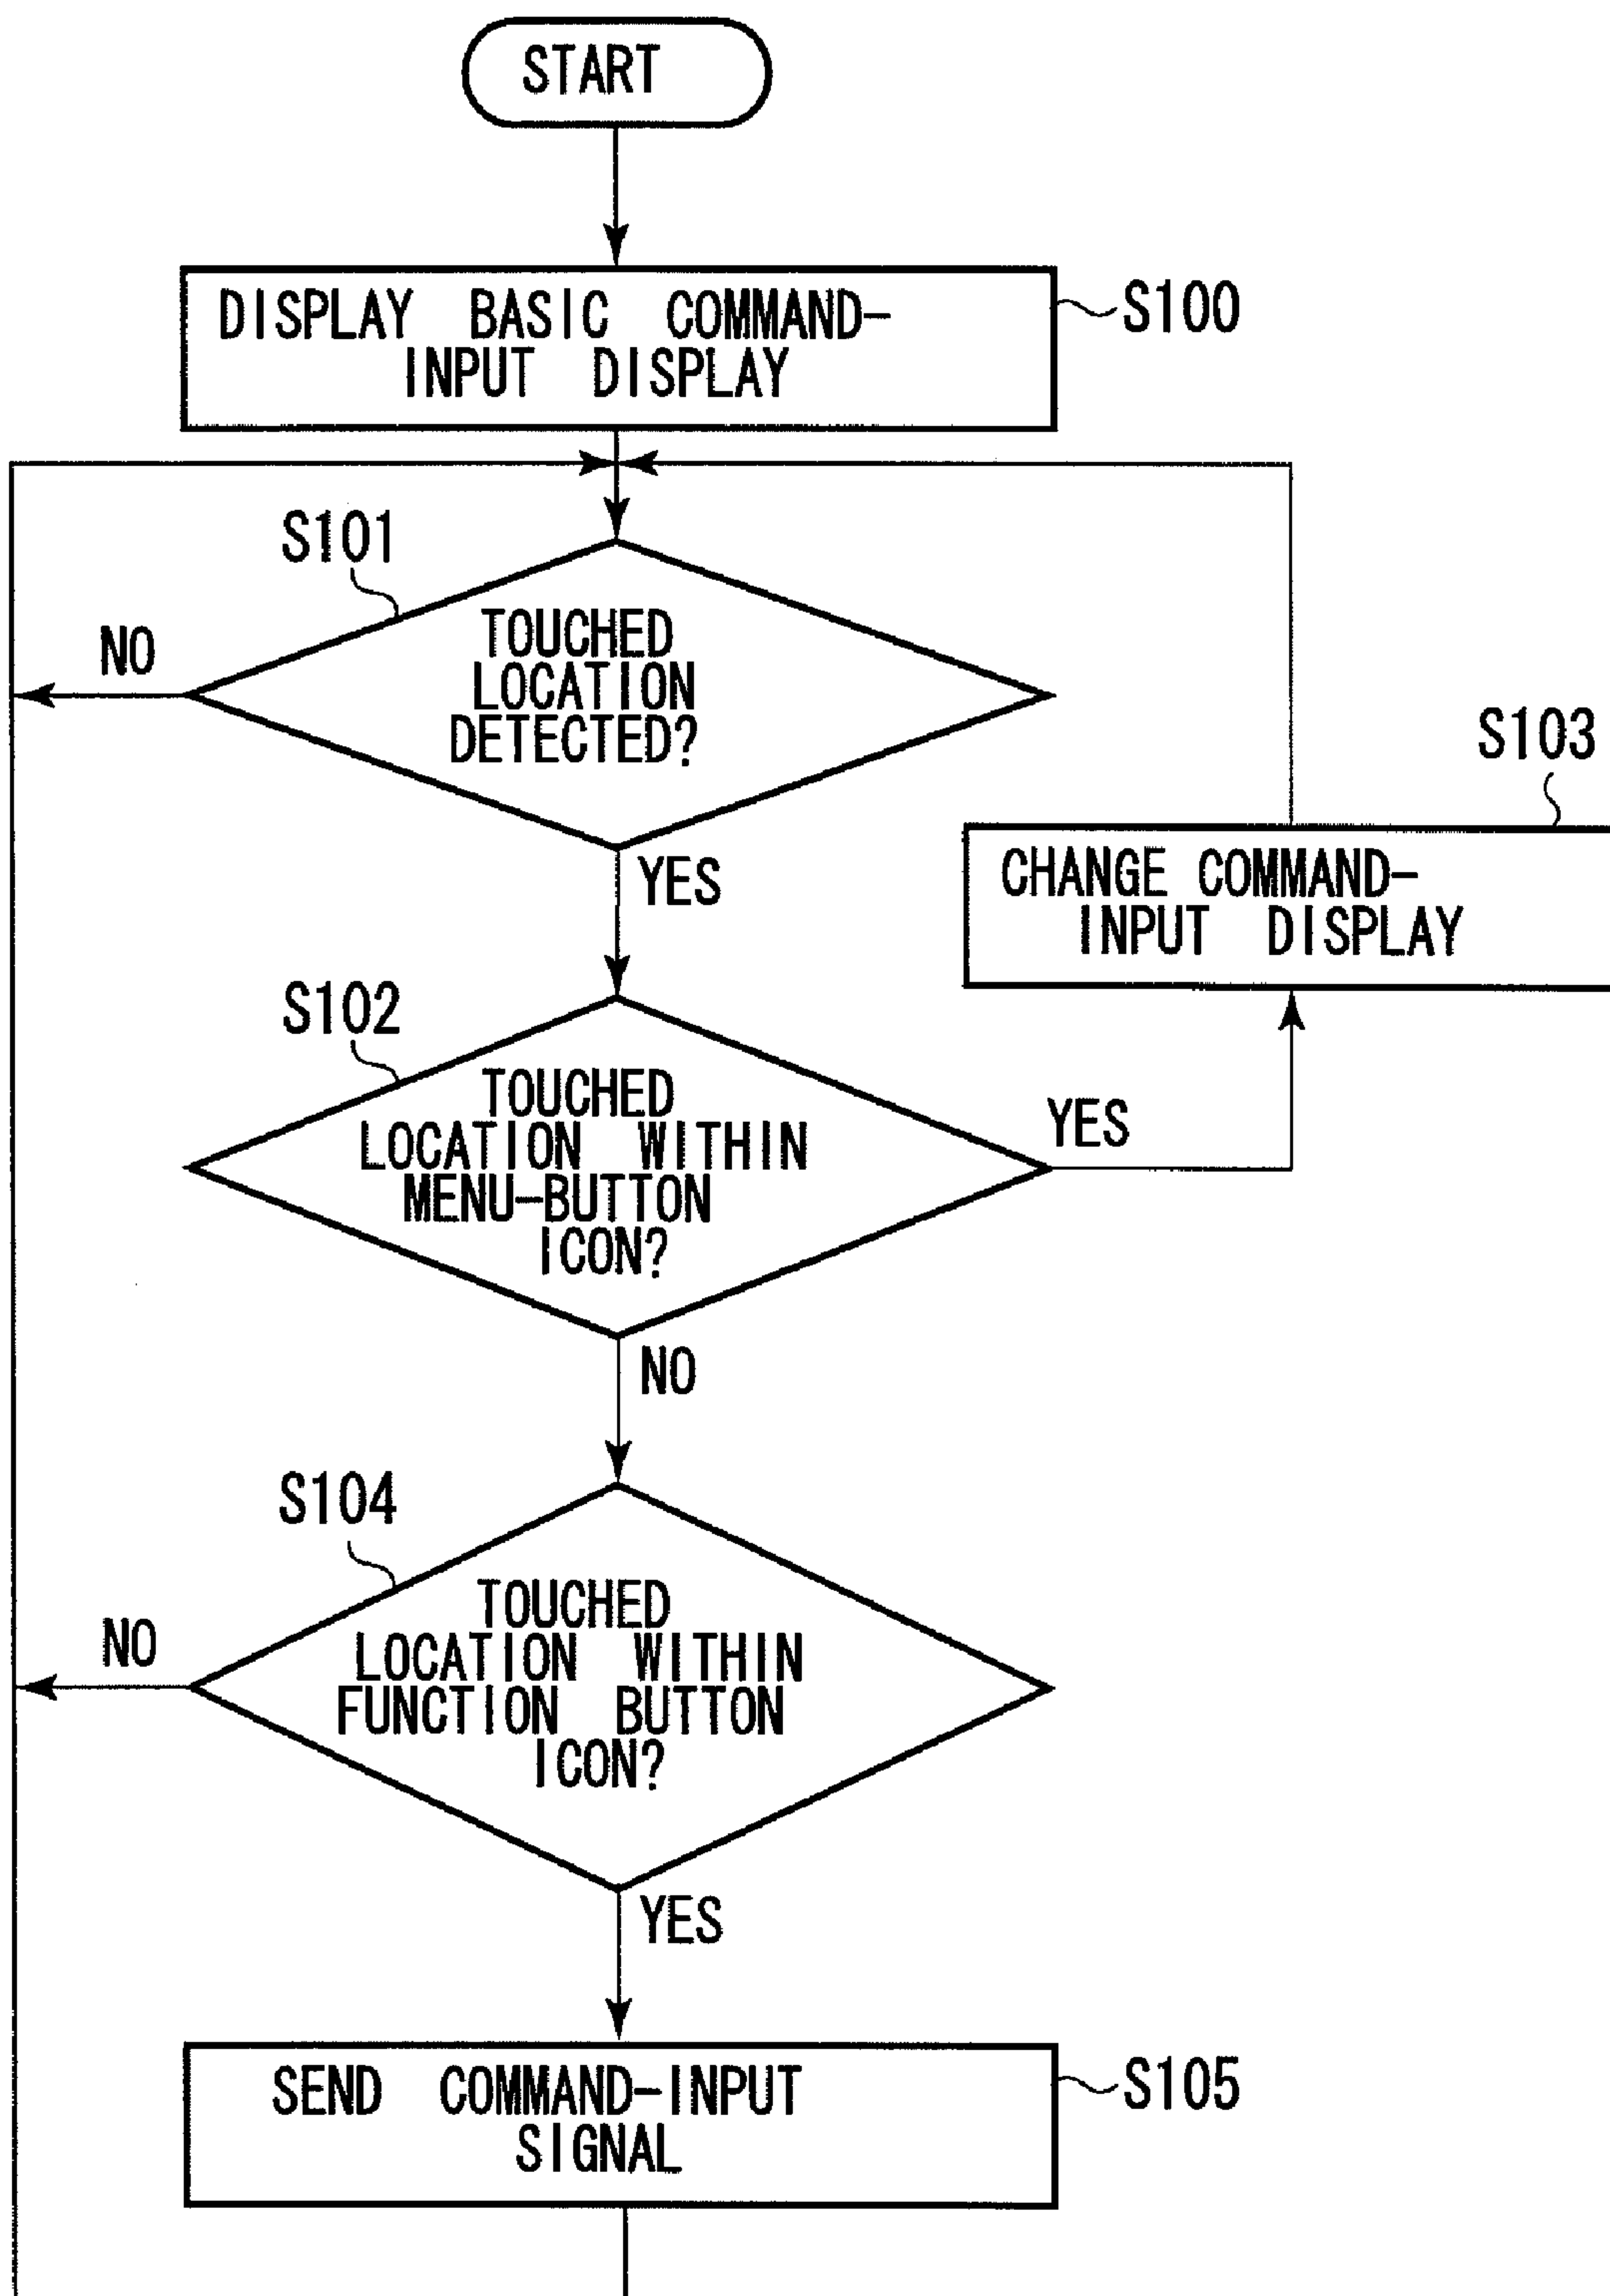 START
DISPLAY BASIC COMMAND-
INPUT DISPLAY
S100
S101
TOUCHED
LOCATION
DETECTED?
NO
YES
S103
CHANGE COMMAND-
INPUT DISPLAY
S102
TOUCHED
LOCATION WITHIN
MENU-BUTTON
ICON?
YES
NO
S104
TOUCHED
LOCATION WITHIN
FUNCTION BUTTON
ICON?
NO
YES
SEND COMMAND-INPUT
SIGNAL
S105